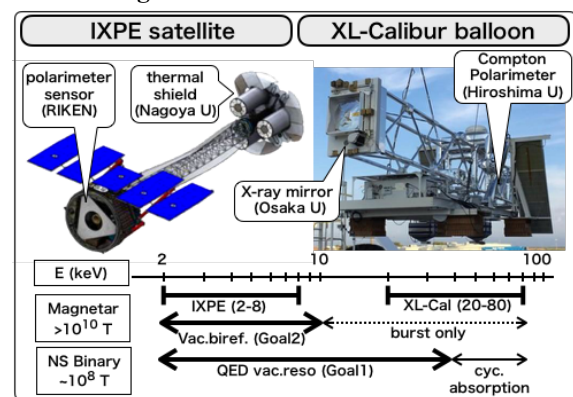 IXPE satellite
XL-Calibur balloon
polarimeter
sensor
(RIKEN)
thermal
shield
(Nagoya U)
Compton
Polarimeter
(Hiroshima U)
X-ray mirror
(Osaka U)
E (keV)
2
10
100
Magnetar
>10¹⁰ T
IXPE (2-8)
XL-Cal (20-80)
Vac.biref. (Goal2)
burst only
NS Binary
~10⁸ T
QED vac.reso (Goal1)
cyc.
absorption